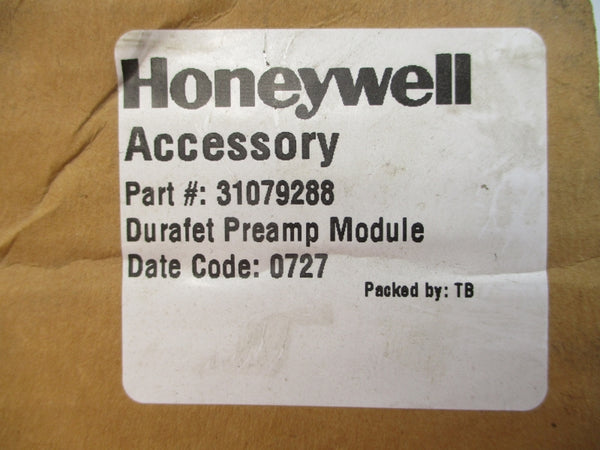 Honeywell
Accessory
Part #: 31079288
Durafet Preamp Module
Date Code: 0727
Packed by: TB